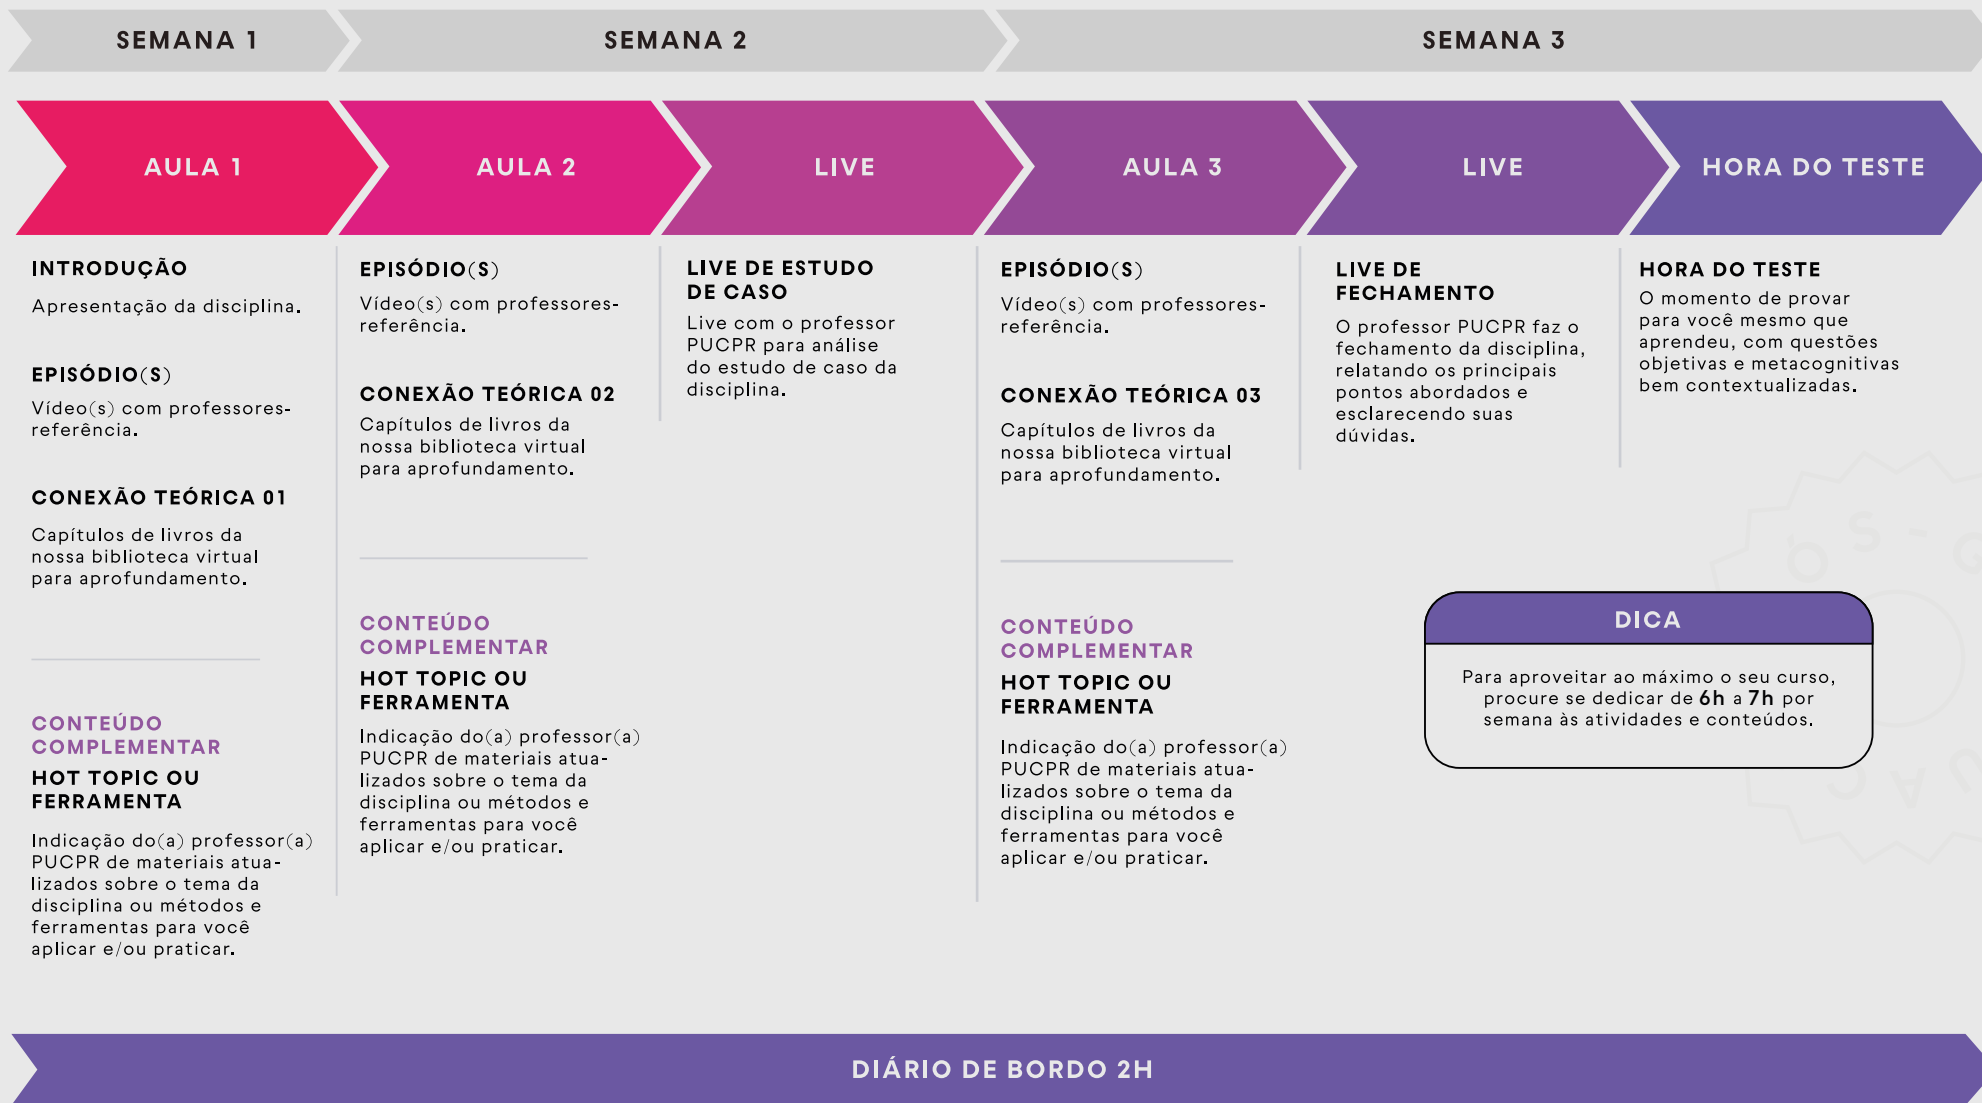 SEMANA 1
SEMANA 2
SEMANA 3
AULA 1
AULA 2
LIVE
AULA 3
LIVE
HORA DO TESTE
INTRODUÇÃO
Apresentação da disciplina.
EPISÓDIO(S)
Vídeo(s) com professores-
referência.
CONEXÃO TEÓRICA 01
Capítulos de livros da
nossa biblioteca virtual
para aprofundamento.
CONTEÚDO
COMPLEMENTAR
HOT TOPIC OU
FERRAMENTA
Indicação do(a) professor(a)
PUCPR de materiais atua-
lizados sobre o tema da
disciplina ou métodos e
ferramentas para você
aplicar e/ou praticar.
EPISÓDIO(S)
Vídeo(s) com professores-
referência.
CONEXÃO TEÓRICA 02
Capítulos de livros da
nossa biblioteca virtual
para aprofundamento.
CONTEÚDO
COMPLEMENTAR
HOT TOPIC OU
FERRAMENTA
Indicação do(a) professor(a)
PUCPR de materiais atua-
lizados sobre o tema da
disciplina ou métodos e
ferramentas para você
aplicar e/ou praticar.
LIVE DE ESTUDO
DE CASO
Live com o professor
PUCPR para análise
do estudo de caso da
disciplina.
EPISÓDIO(S)
Vídeo(s) com professores-
referência.
CONEXÃO TEÓRICA 03
Capítulos de livros da
nossa biblioteca virtual
para aprofundamento.
CONTEÚDO
COMPLEMENTAR
HOT TOPIC OU
FERRAMENTA
Indicação do(a) professor(a)
PUCPR de materiais atua-
lizados sobre o tema da
disciplina ou métodos e
ferramentas para você
aplicar e/ou praticar.
LIVE DE
FECHAMENTO
O professor PUCPR faz o
fechamento da disciplina,
relatando os principais
pontos abordados e
esclarecendo suas
dúvidas.
HORA DO TESTE
O momento de provar
para você mesmo que
aprendeu, com questões
objetivas e metacognitivas
bem contextualizadas.
DICA
Para aproveitar ao máximo o seu curso,
procure se dedicar de 6h a 7h por
semana às atividades e conteúdos.
DIÁRIO DE BORDO 2H